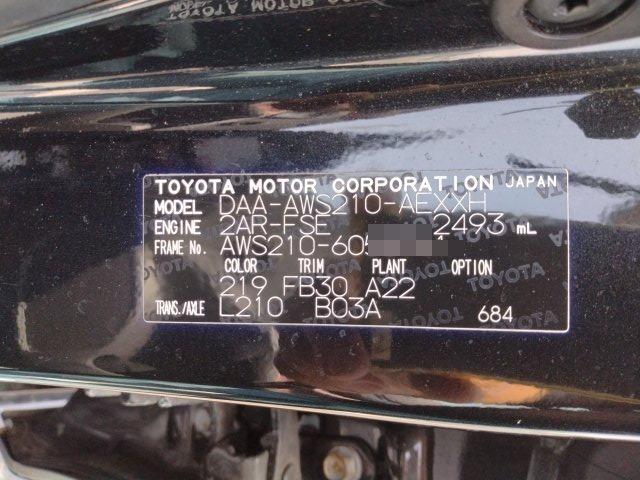 TOYOTA MOTOR CORPORATION JAPAN
MODEL DAA-AWS210-AEXXH
ENGINE 2AR-FSE 2493 mL
FRAME No. AWS210-605
COLOR TRIM PLANT OPTION
219 FB30 A22
TRANS./AXLE L210 B03A 684